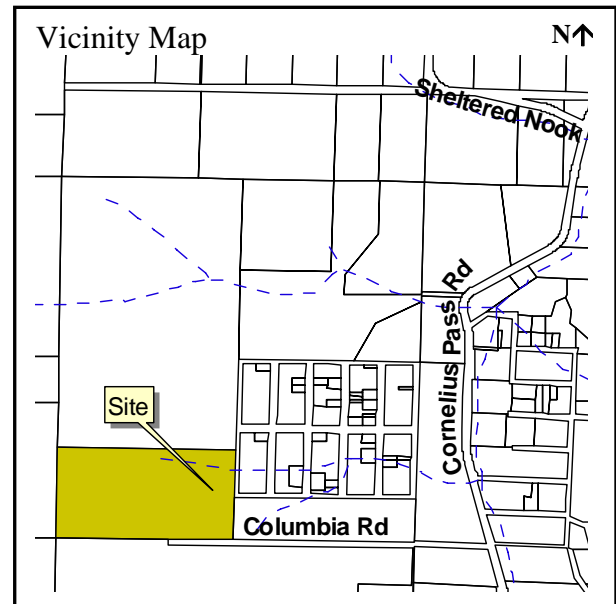 Vicinity Map
N↑
Sheltered Nook
Cornelius Pass Rd
Site
Columbia Rd